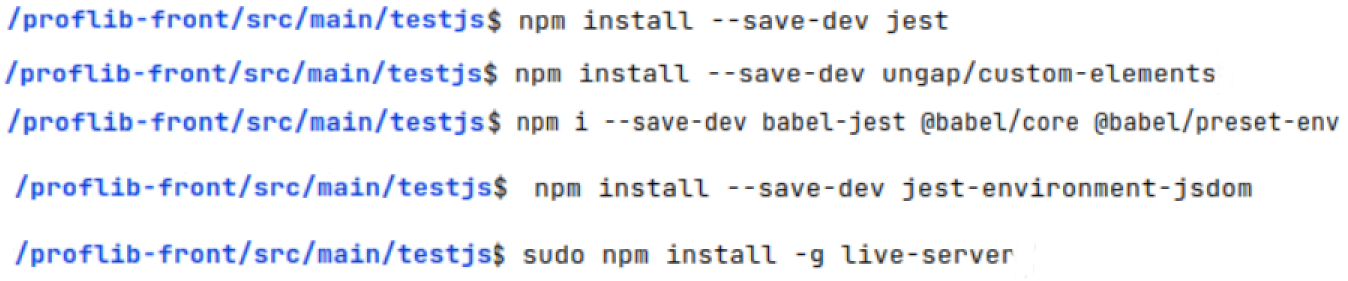 /proflib-front/src/main/testjs$ npm install --save-dev jest
/proflib-front/src/main/testjs$ npm install --save-dev ungap/custom-elements
/proflib-front/src/main/testjs$ npm i --save-dev babel-jest @babel/core @babel/preset-env
/proflib-front/src/main/testjs$ npm install --save-dev jest-environment-jsdom
/proflib-front/src/main/testjs$ sudo npm install -g live-server